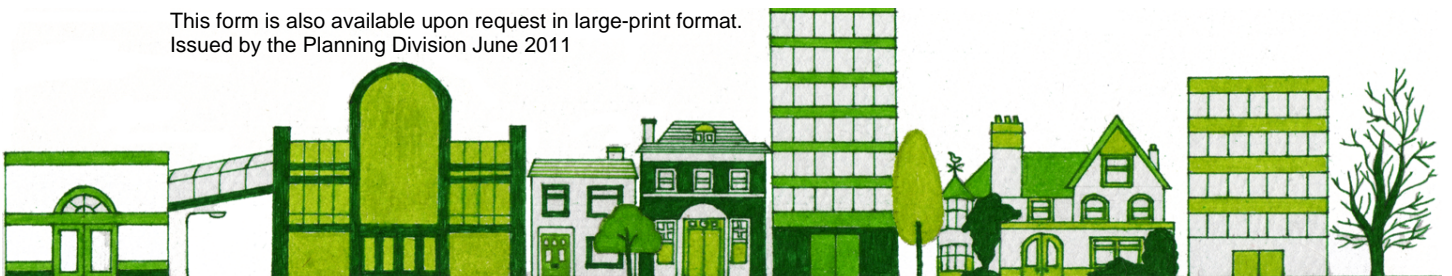 This form is also available upon request in large-print format.
Issued by the Planning Division June 2011